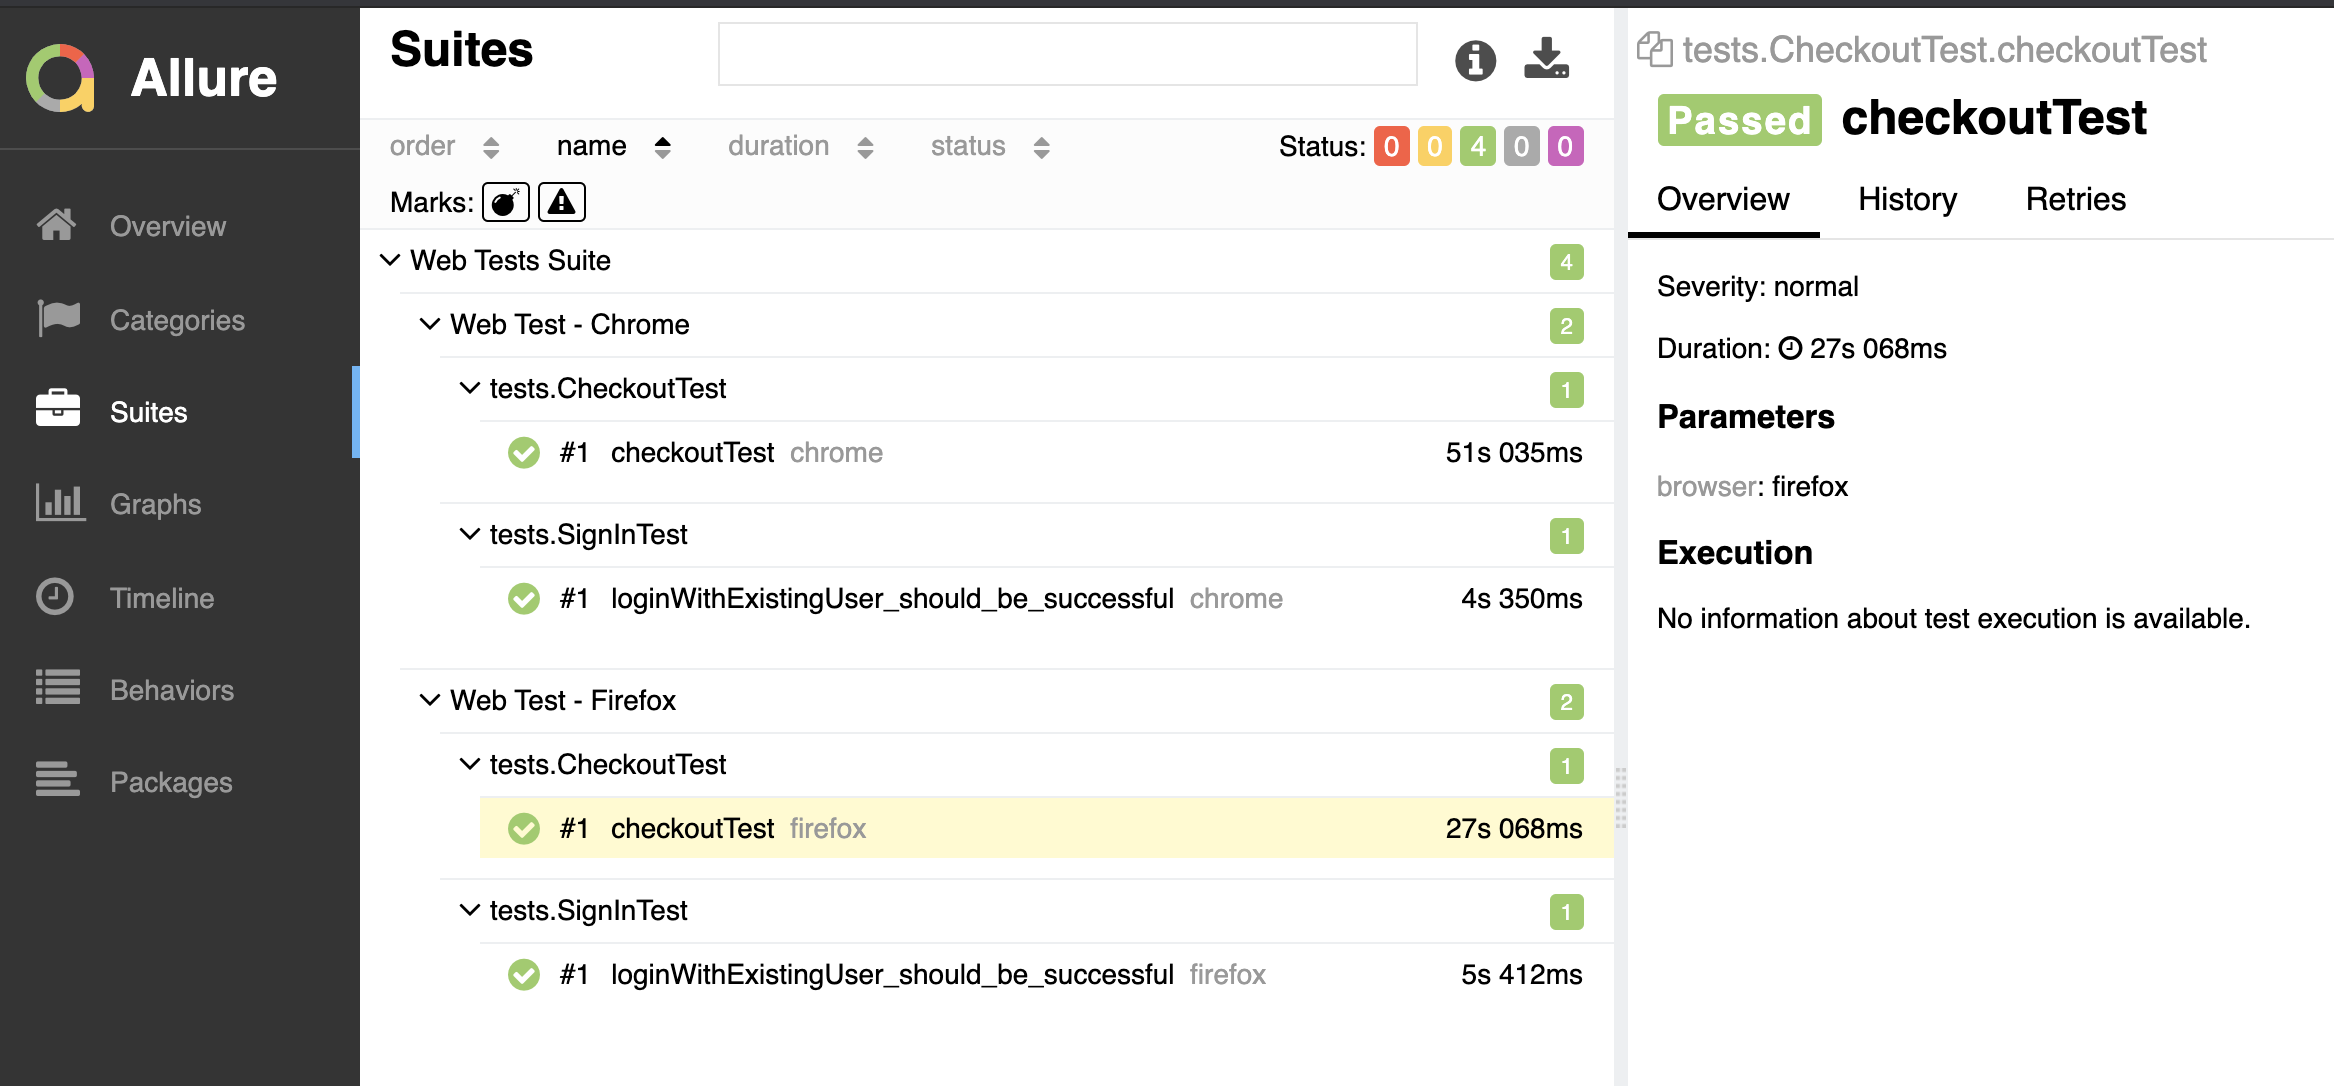 Allure
Overview
Categories
Suites
Graphs
Timeline
Behaviors
Packages
Suites
order name duration status Status: 0 0 4 0 0
Marks:
Web Tests Suite 4
Web Test - Chrome 2
tests.CheckoutTest 1
#1 checkoutTest chrome 51s 035ms
tests.SignInTest 1
#1 loginWithExistingUser_should_be_successful chrome 4s 350ms
Web Test - Firefox 2
tests.CheckoutTest 1
#1 checkoutTest firefox 27s 068ms
tests.SignInTest 1
#1 loginWithExistingUser_should_be_successful firefox 5s 412ms
tests.CheckoutTest.checkoutTest
Passed checkoutTest
Overview History Retries
Severity: normal
Duration: 27s 068ms
Parameters
browser: firefox
Execution
No information about test execution is available.